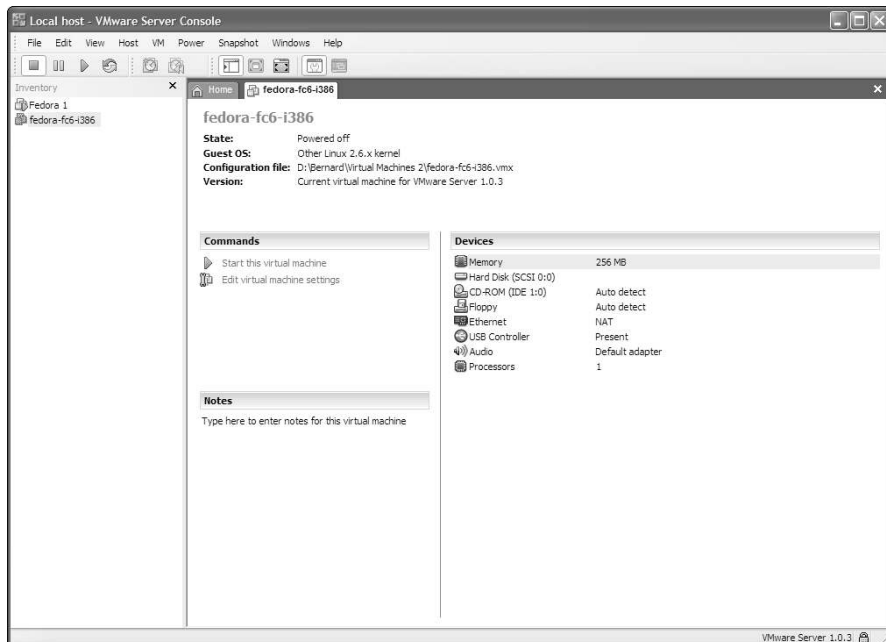 Local host - VMware Server Console
File Edit View Host VM Power Snapshot Windows Help
Inventory
Fedora 1
fedora-fc6-i386
Home fedora-fc6-i386
fedora-fc6-i386
State: Powered off
Guest OS: Other Linux 2.6.x kernel
Configuration file: D:\Bernard\Virtual Machines 2\fedora-fc6-i386.vmx
Version: Current virtual machine for VMware Server 1.0.3
Commands
Start this virtual machine
Edit virtual machine settings
Notes
Type here to enter notes for this virtual machine
Devices
Memory 256 MB
Hard Disk (SCSI 0:0)
CD-ROM (IDE 1:0) Auto detect
Floppy Auto detect
Ethernet NAT
USB Controller Present
Audio Default adapter
Processors 1
VMware Server 1.0.3